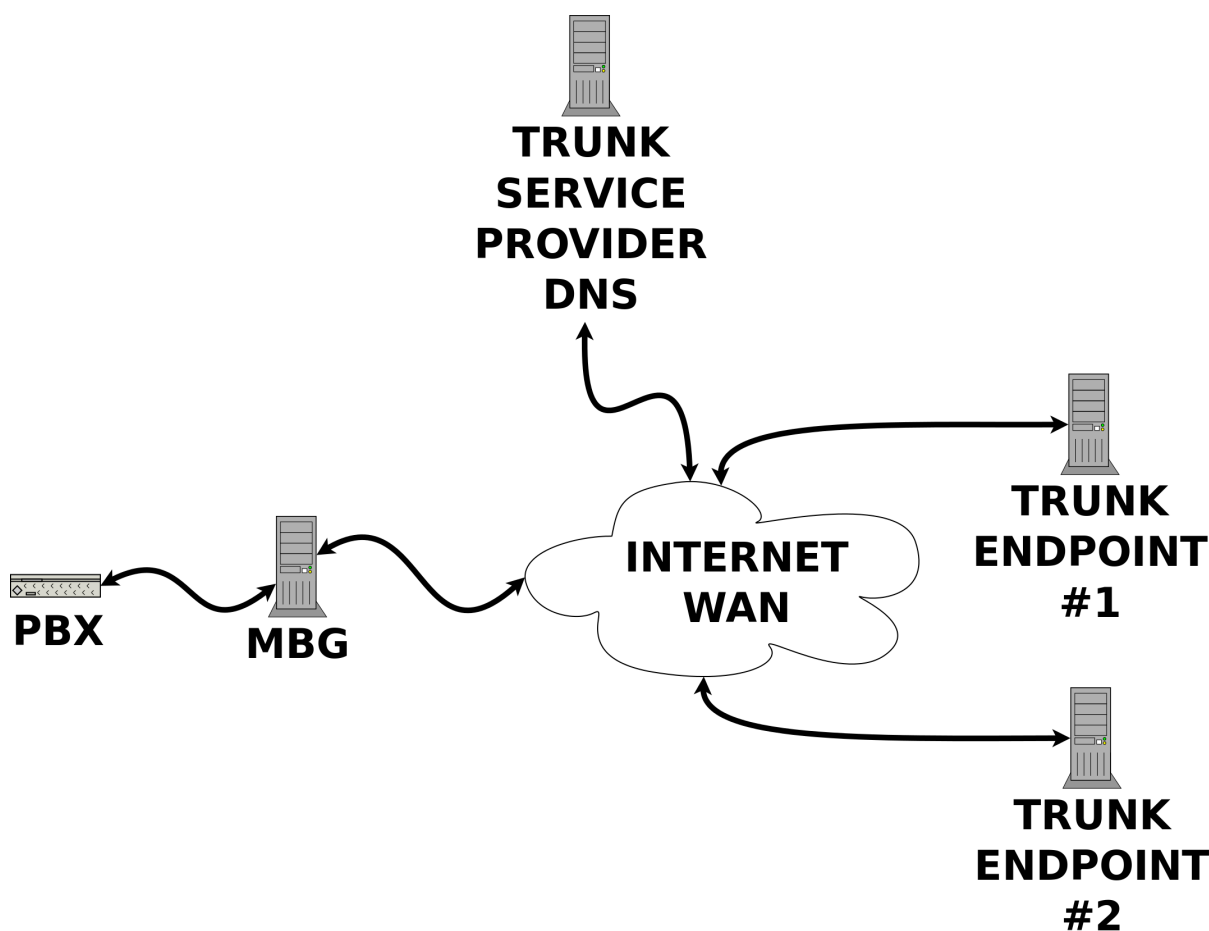 TRUNK
SERVICE
PROVIDER
DNS
TRUNK
ENDPOINT
#1
INTERNET
WAN
PBX
MBG
TRUNK
ENDPOINT
#2